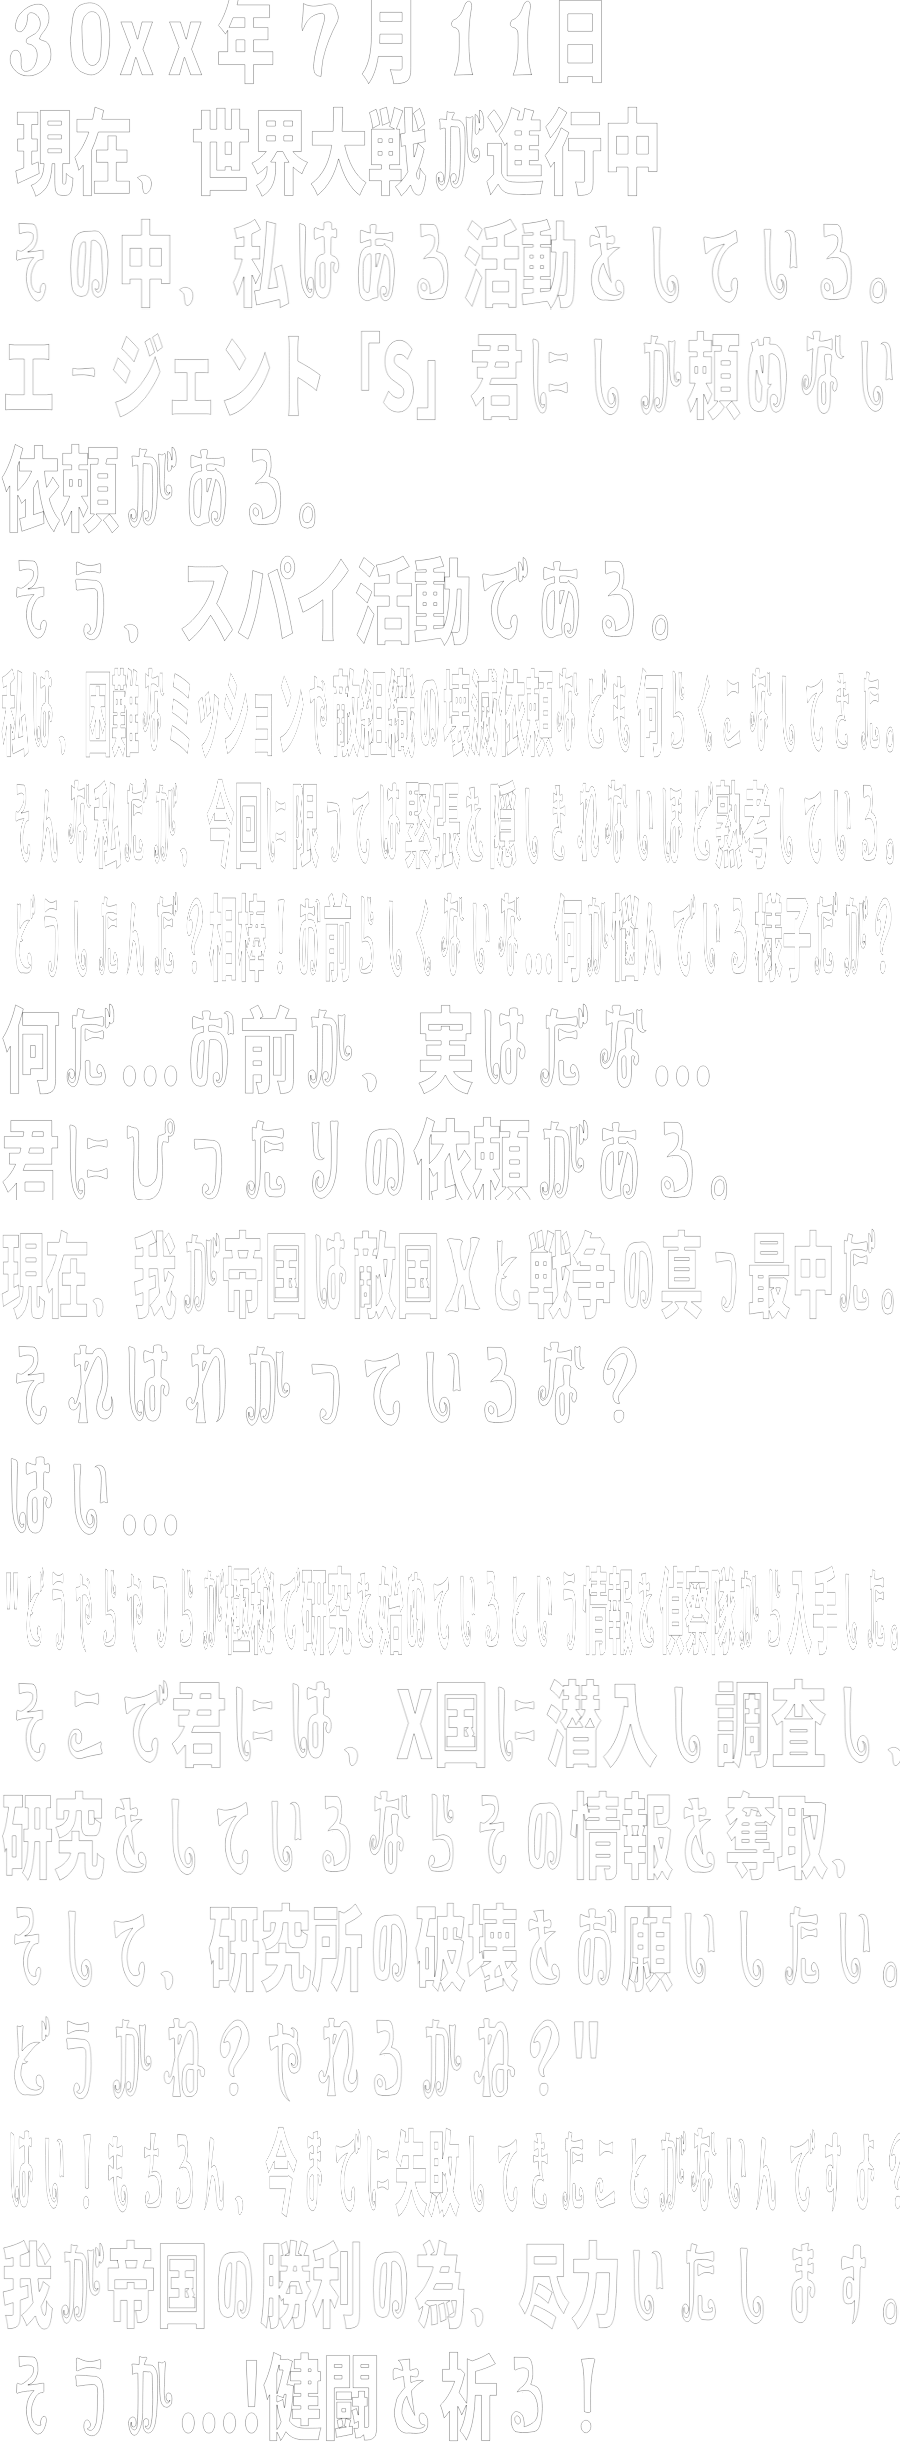 30xx年７月１１日
現在、世界大戦が進行中
その中、私はある活動をしている。
エージェント「S」君にしか頼めない
依頼がある。
そう、スパイ活動である。
私は、国難なミッションや敵組織の壊滅依頼なども何らくこなしてきた。
そんな私だが、今回に限っては緊張を隠しきれないほど熟考している。
どうしたんだ？相棒！お前らしくないな…何か悩んでいる様子だが？
何だ…お前か、実はだな…
君にぴったりの依頼がある。
現在、我が帝国は敵国Xと戦争の真っ最中だ。
それはわかっているな？
はい…
"どうやらやつらが極秘で研究を始めているという情報を偵察隊から入手した。
そこで君には、X国に潜入し調査し、
研究をしているならその情報を奪取、
そして、研究所の破壊をお願いしたい。
どうかね？やれるかね？"
はい！もちろん、今までに失敗してきたことがないんですよ？
我が帝国の勝利の為、尽力いたします。
そうか…!健闘を祈る！